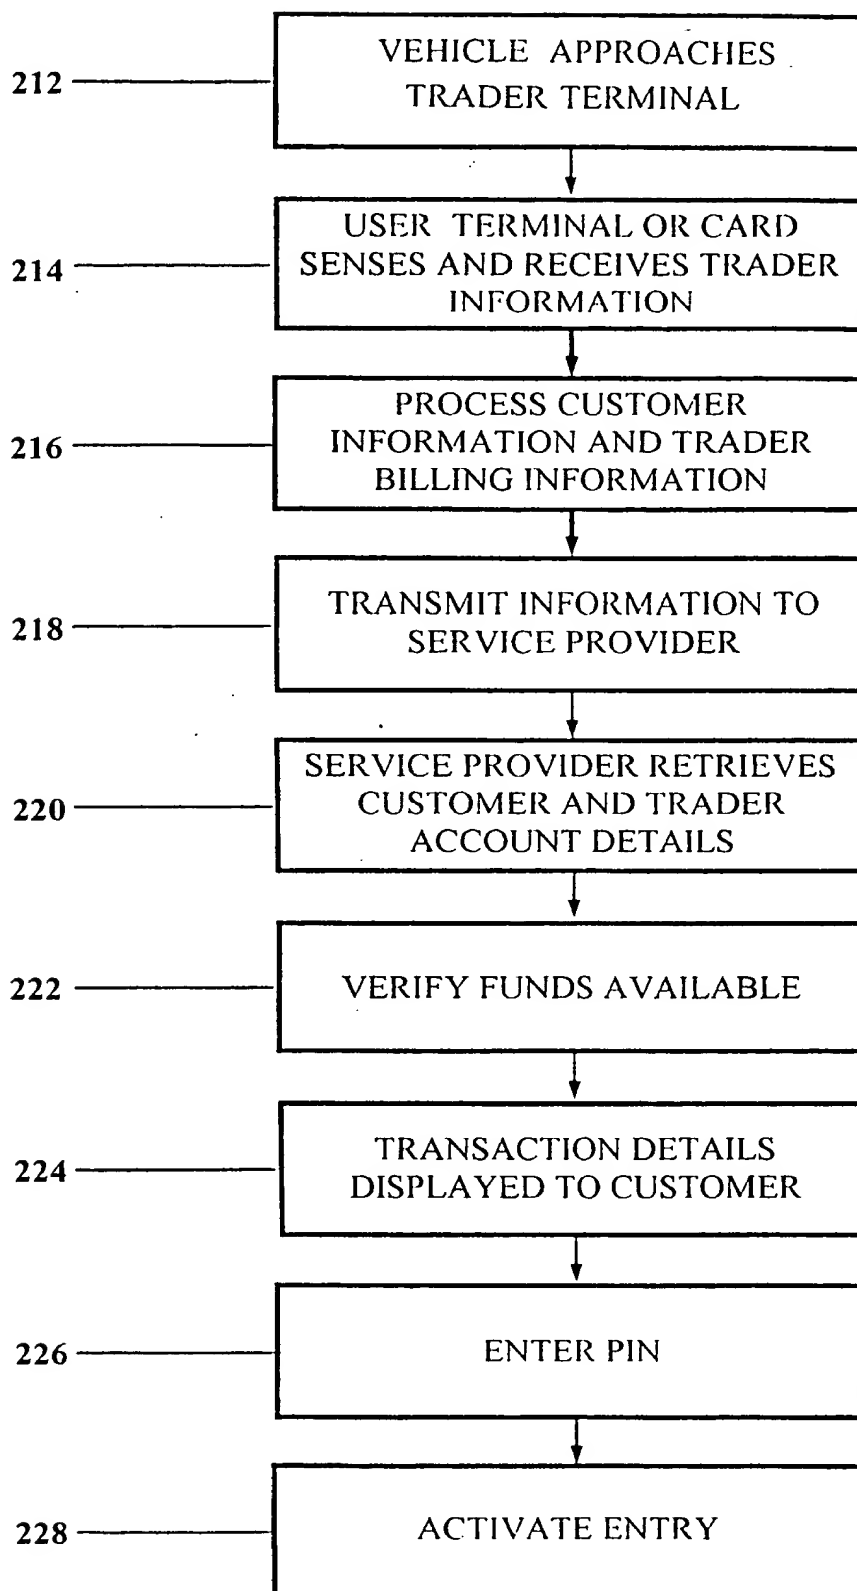 212
VEHICLE APPROACHES
TRADER TERMINAL
214
USER TERMINAL OR CARD
SENSES AND RECEIVES TRADER
INFORMATION
216
PROCESS CUSTOMER
INFORMATION AND TRADER
BILLING INFORMATION
218
TRANSMIT INFORMATION TO
SERVICE PROVIDER
220
SERVICE PROVIDER RETRIEVES
CUSTOMER AND TRADER
ACCOUNT DETAILS
222
VERIFY FUNDS AVAILABLE
224
TRANSACTION DETAILS
DISPLAYED TO CUSTOMER
226
ENTER PIN
228
ACTIVATE ENTRY